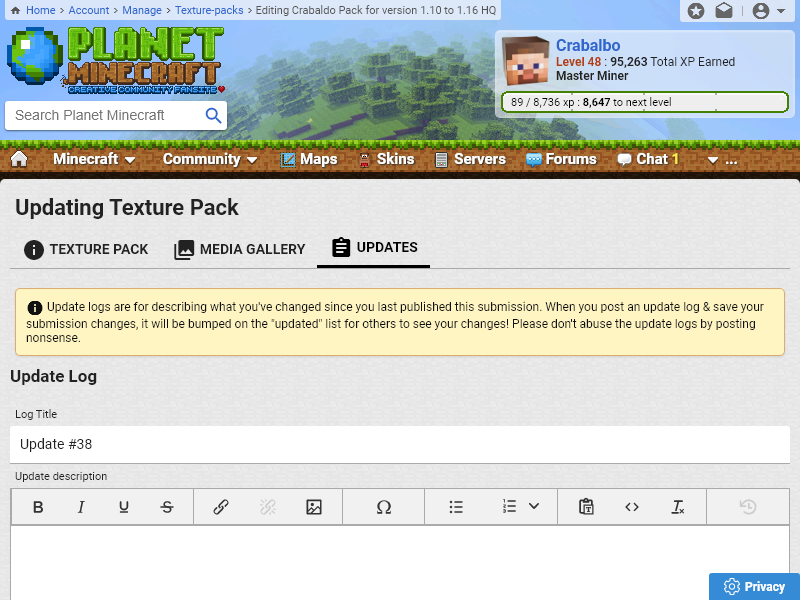 Home > Account > Manage > Texture-packs > Editing Crabaldo Pack for version 1.10 to 1.16 HQ
PLANET
MINECRAFT
CREATIVE COMMUNITY FANSITE
Search Planet Minecraft
Crabalbo
Level 48 : 95,263 Total XP Earned
Master Miner
89 / 8,736 xp : 8,647 to next level
Minecraft Community Maps Skins Servers Forums Chat 1 ...
Updating Texture Pack
TEXTURE PACK MEDIA GALLERY UPDATES
Update logs are for describing what you've changed since you last published this submission. When you post an update log & save your
submission changes, it will be bumped on the "updated" list for others to see your changes! Please don't abuse the update logs by posting
nonsense.
Update Log
Log Title
Update #38
Update description
B I U S Ω
Privacy